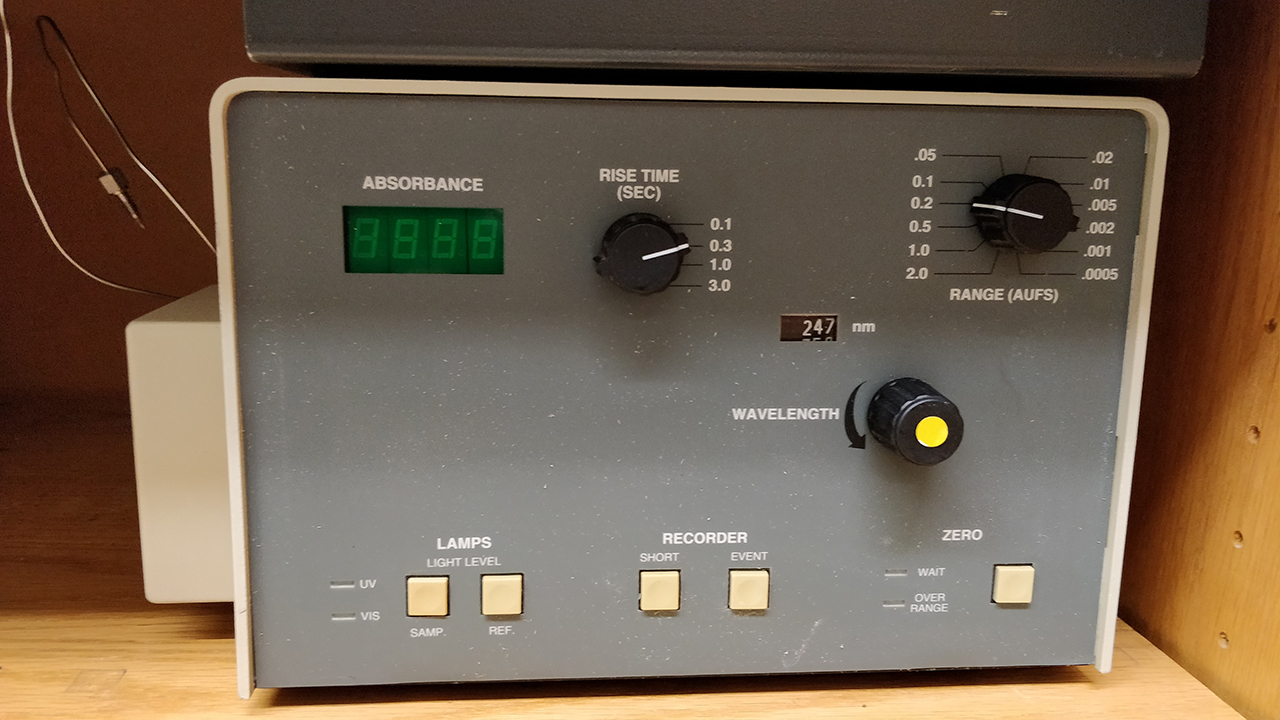 ABSORBANCE
RISE TIME
(SEC)
0.1
0.3
1.0
3.0
.05
0.1
0.2
0.5
1.0
2.0
.02
.01
.005
.002
.001
.0005
RANGE (AUFS)
247 nm
WAVELENGTH
LAMPS
LIGHT LEVEL
UV
VIS
SAMP.
REF.
RECORDER
SHORT EVENT
ZERO
WAIT
OVER
RANGE